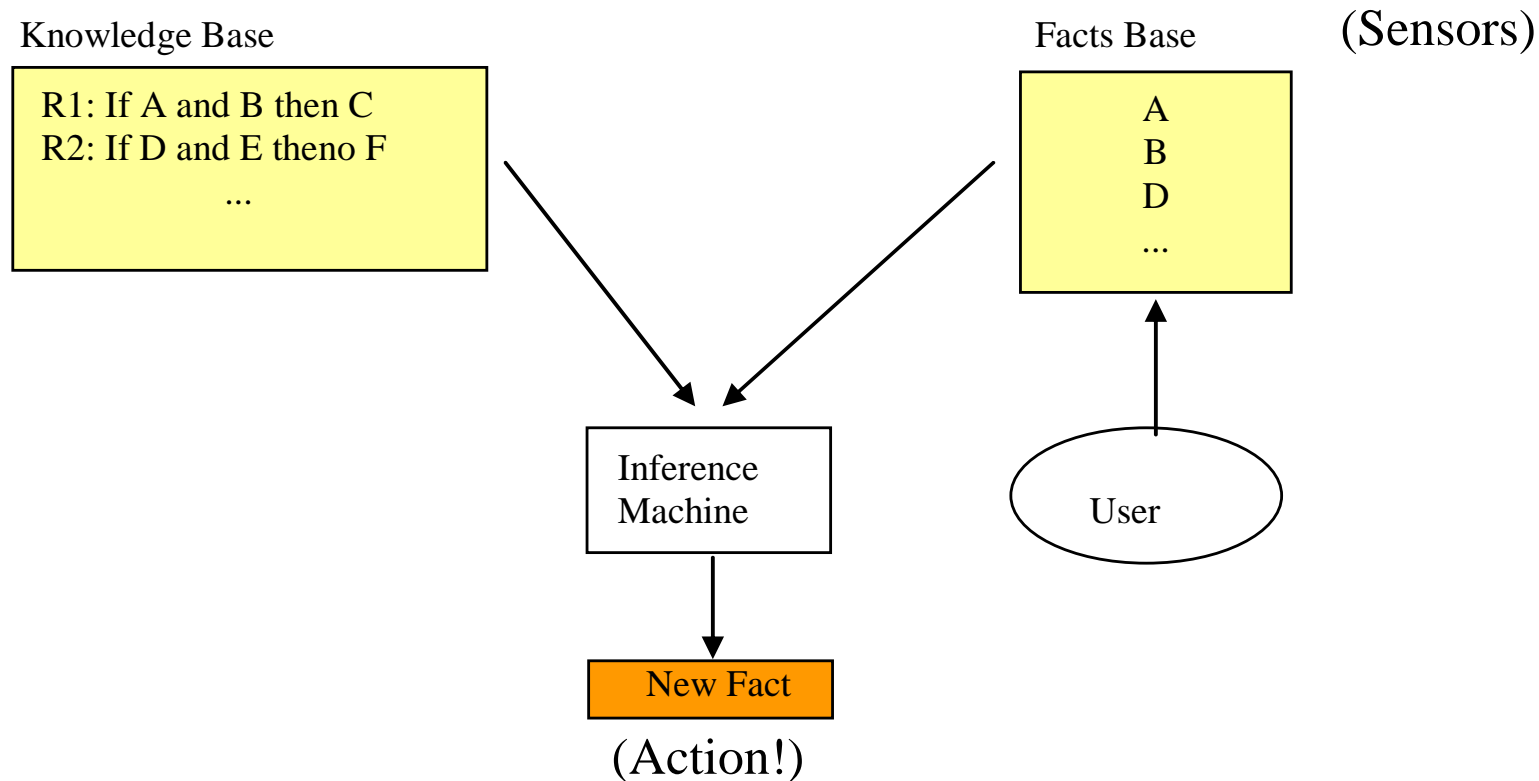 Knowledge Base
R1: If A and B then C
R2: If D and E theno F
...
Facts Base
(Sensors)
A
B
D
...
Inference
Machine
User
New Fact
(Action!)